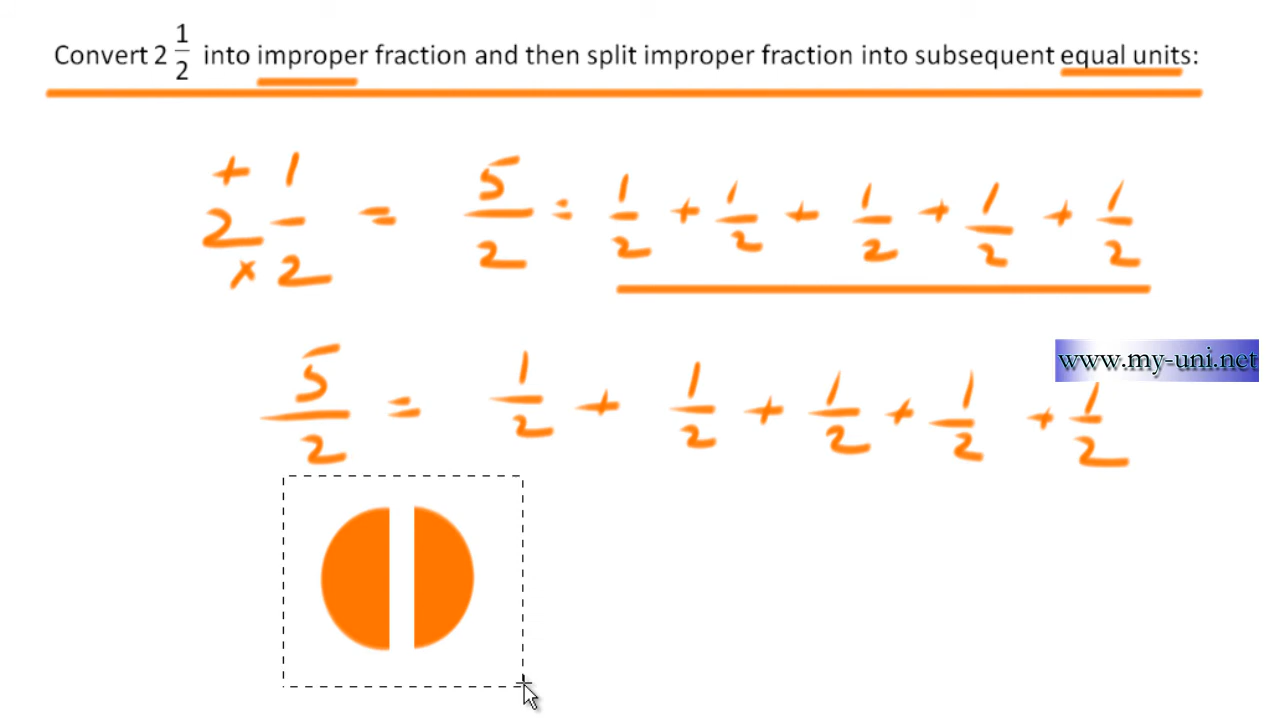 Convert 2 1/2 into improper fraction and then split improper fraction into subsequent equal units:
+ 2 1/2 × = 5/2 = 1/2 + 1/2 + 1/2 + 1/2 + 1/2
www.my-uni.net
5/2 = 1/2 + 1/2 + 1/2 + 1/2 + 1/2